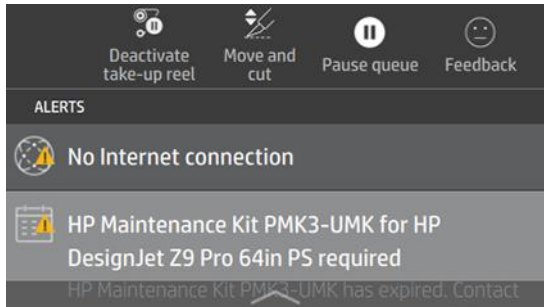 Deactivate
take-up reel
Move and
cut
Pause queue
Feedback
ALERTS
No Internet connection
HP Maintenance Kit PMK3-UMK for HP
DesignJet Z9 Pro 64in PS required
HP Maintenance Kit PMK3-UMK has expired. Contact